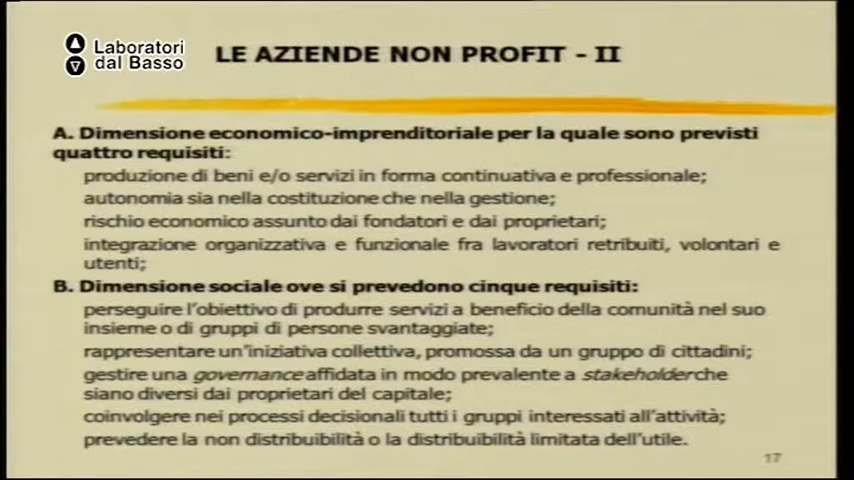 Laboratori
dal Basso
LE AZIENDE NON PROFIT - II
A. Dimensione economico-imprenditoriale per la quale sono previsti
quattro requisiti:
produzione di beni e/o servizi in forma continuativa e professionale;
autonomia sia nella costituzione che nella gestione;
rischio economico assunto dai fondatori e dai proprietari;
integrazione organizzativa e funzionale fra lavoratori retribuiti, volontari e
utenti;
B. Dimensione sociale ove si prevedono cinque requisiti:
perseguire l'obiettivo di produrre servizi a beneficio della comunità nel suo
insieme o di gruppi di persone svantaggiate;
rappresentare un'iniziativa collettiva, promossa da un gruppo di cittadini;
gestire una governance affidata in modo prevalente a stakeholder che
siano diversi dai proprietari del capitale;
coinvolgere nei processi decisionali tutti i gruppi interessati all'attività;
prevedere la non distribuibilità o la distribuibilità limitata dell'utile.
17